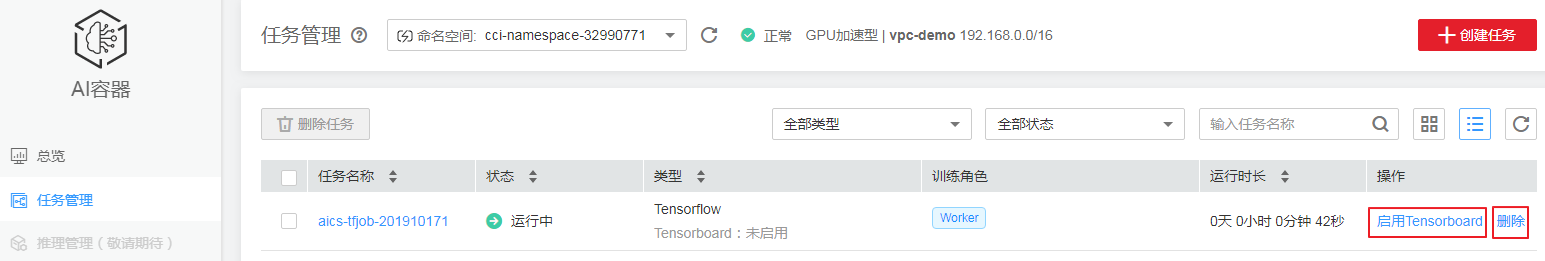 AI容器
总览
任务管理
推理管理（敬请期待）
任务管理 ? 命名空间: cci-namespace-32990771 正常 GPU加速型 | vpc-demo 192.168.0.0/16 创建任务
删除任务 全部类型 全部状态 输入任务名称
任务名称 状态 类型 训练角色 运行时长 操作
aics-tfjob-201910171 运行中 Tensorflow Worker 0天 0小时 0分钟 42秒 启用Tensorboard 删除
Tensorboard：未启用